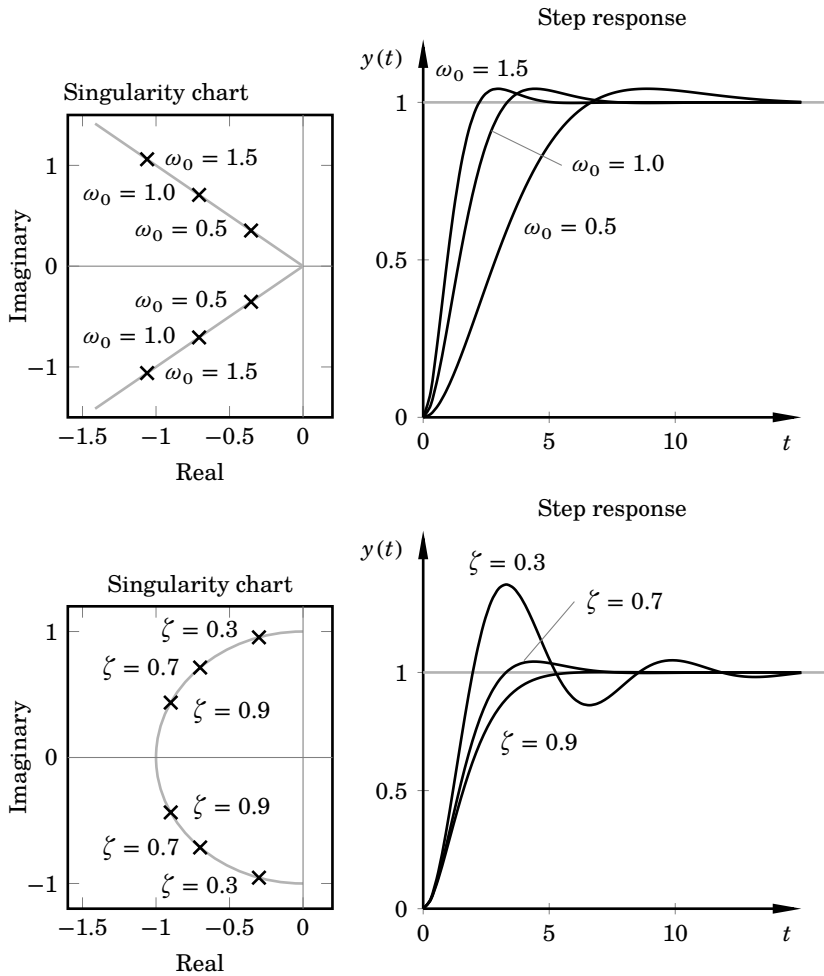 Singularity chart
1
0
−1
−1.5
−1
−0.5
0
Real
Imaginary
ω₀ = 1.5
ω₀ = 1.0
ω₀ = 0.5
ω₀ = 0.5
ω₀ = 1.0
ω₀ = 1.5
Step response
y(t)
1
0.5
0
0
5
10
t
ω₀ = 1.5
ω₀ = 1.0
ω₀ = 0.5
Singularity chart
1
0
−1
−1.5
−1
−0.5
0
Real
Imaginary
ζ = 0.3
ζ = 0.7
ζ = 0.9
ζ = 0.9
ζ = 0.7
ζ = 0.3
Step response
y(t)
1
0.5
0
0
5
10
t
ζ = 0.3
ζ = 0.7
ζ = 0.9